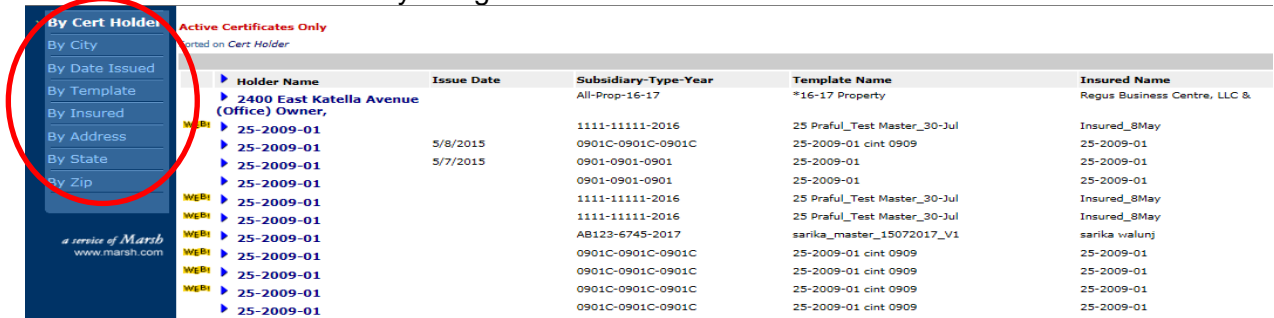 By Cert Holder
By City
By Date Issued
By Template
By Insured
By Address
By State
By Zip
a service of Marsh
www.marsh.com
Active Certificates Only
Sorted on Cert Holder
Holder Name Issue Date Subsidiary-Type-Year Template Name Insured Name
2400 East Katella Avenue All-Prop-16-17 *16-17 Property Regus Business Centre, LLC &
(Office) Owner,
WEB! 25-2009-01 1111-11111-2016 25 Praful_Test Master_30-Jul Insured_8May
25-2009-01 5/8/2015 0901C-0901C-0901C 25-2009-01 cint 0909 25-2009-01
25-2009-01 5/7/2015 0901-0901-0901 25-2009-01 25-2009-01
25-2009-01 0901-0901-0901 25-2009-01 25-2009-01
WEB! 25-2009-01 1111-11111-2016 25 Praful_Test Master_30-Jul Insured_8May
WEB! 25-2009-01 1111-11111-2016 25 Praful_Test Master_30-Jul Insured_8May
WEB! 25-2009-01 AB123-6745-2017 sarika_master_15072017_V1 sarika walunj
WEB! 25-2009-01 0901C-0901C-0901C 25-2009-01 cint 0909 25-2009-01
WEB! 25-2009-01 0901C-0901C-0901C 25-2009-01 cint 0909 25-2009-01
WEB! 25-2009-01 0901C-0901C-0901C 25-2009-01 cint 0909 25-2009-01
25-2009-01 0901C-0901C-0901C 25-2009-01 cint 0909 25-2009-01